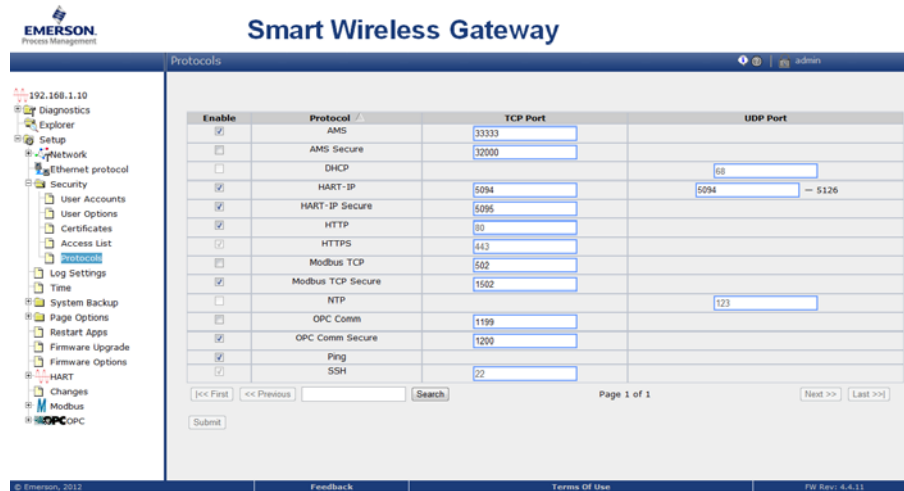 EMERSON.
Process Management
Smart Wireless Gateway
Protocols
admin
192.168.1.10
Diagnostics
Explorer
Setup
Network
Ethernet protocol
Security
User Accounts
User Options
Certificates
Access List
Protocols
Log Settings
Time
System Backup
Page Options
Restart Apps
Firmware Upgrade
Firmware Options
HART
Changes
Modbus
OPC OPC
Enable Protocol TCP Port UDP Port
AMS 33333
AMS Secure 32000
DHCP 68
HART-IP 5094 5094 — 5126
HART-IP Secure 5095
HTTP 80
HTTPS 443
Modbus TCP 502
Modbus TCP Secure 1502
NTP 123
OPC Comm 1199
OPC Comm Secure 1200
Ping
SSH 22
|<< First << Previous Search Page 1 of 1 Next >> Last >>|
Submit
© Emerson, 2012 Feedback Terms Of Use FW Rev: 4.4.11